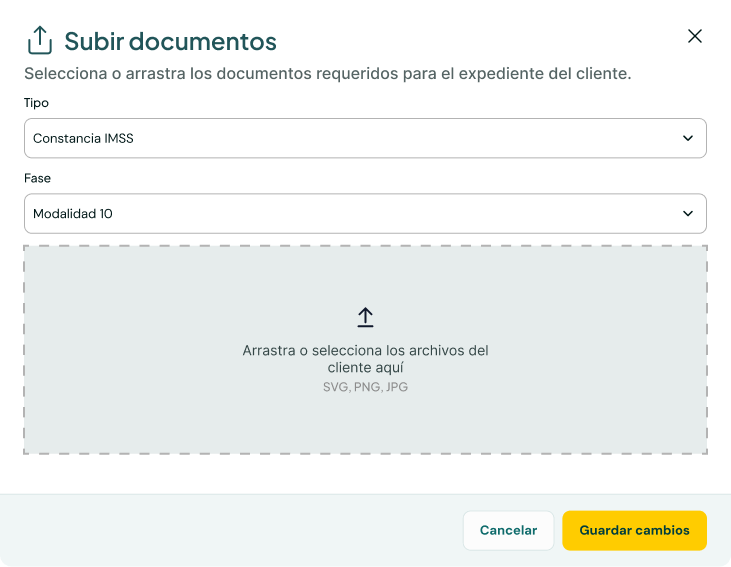 Subir documentos
Selecciona o arrastra los documentos requeridos para el expediente del cliente.
Tipo
Constancia IMSS
Fase
Modalidad 10
Arrastra o selecciona los archivos del
cliente aquí
SVG, PNG, JPG
Cancelar
Guardar cambios